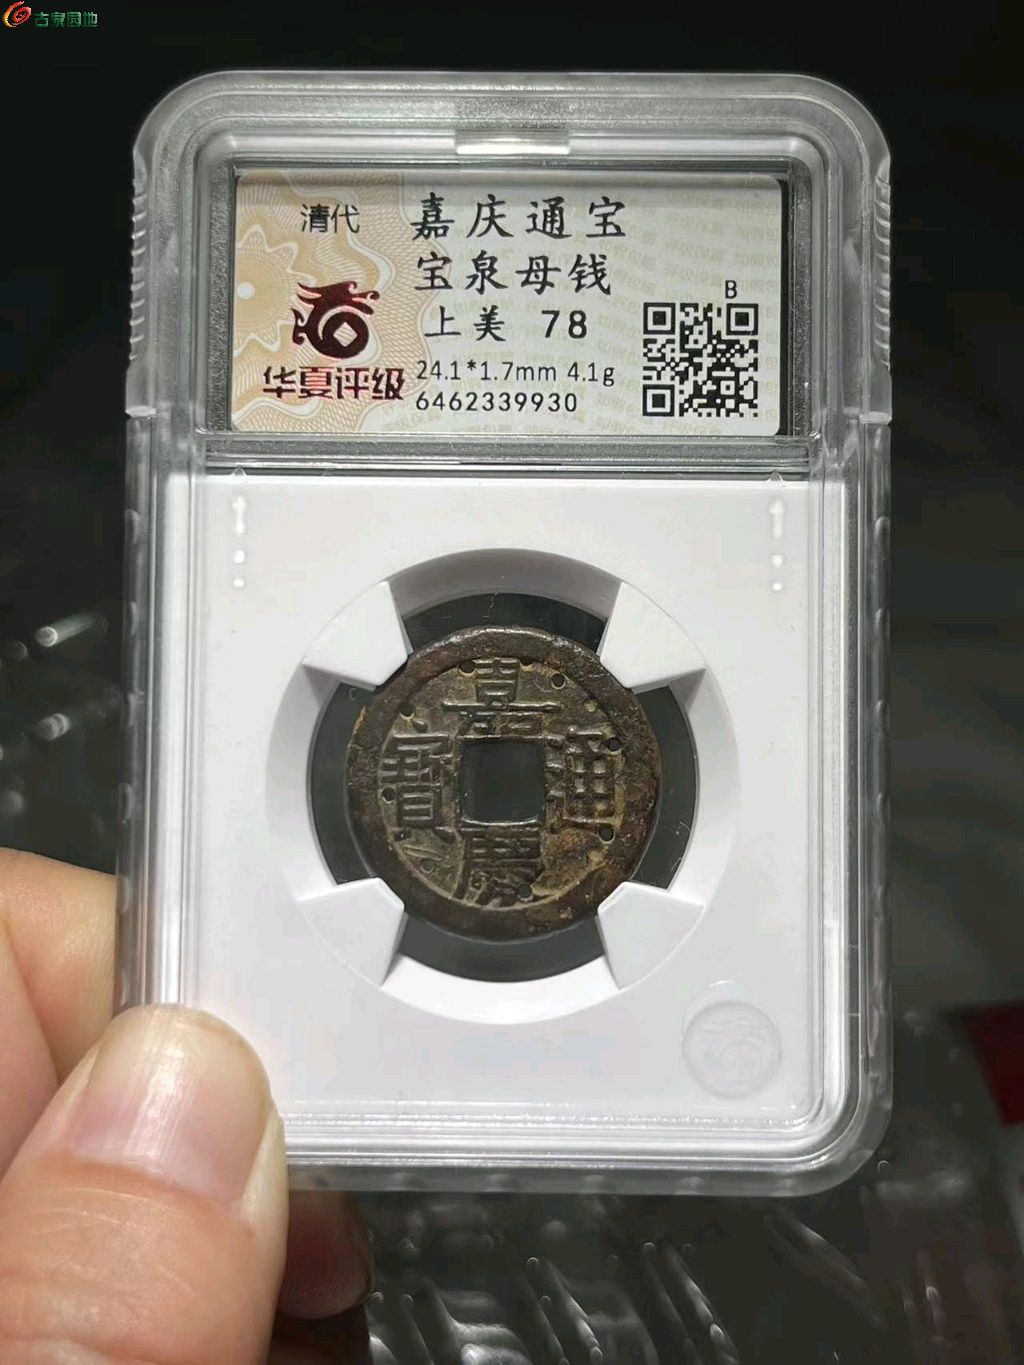 古泉园地
清代
嘉庆通宝
宝泉母钱
上美 78
24.1*1.7mm 4.1g
6462339930
B
华夏评级
嘉慶通寶